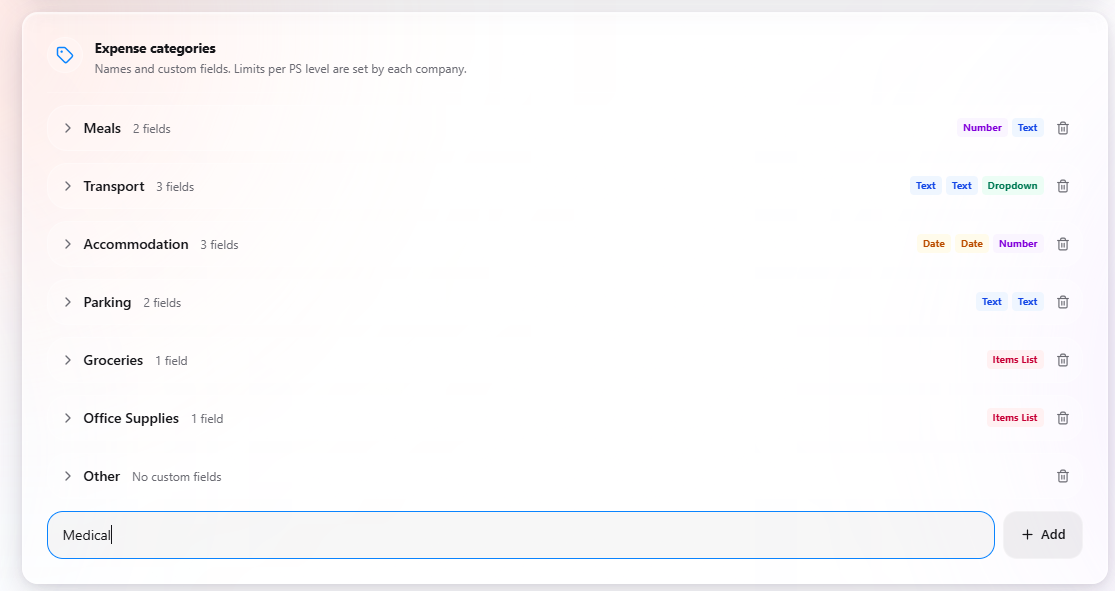 Expense categories
Names and custom fields. Limits per PS level are set by each company.
Meals 2 fields Number Text
Transport 3 fields Text Text Dropdown
Accommodation 3 fields Date Date Number
Parking 2 fields Text Text
Groceries 1 field Items List
Office Supplies 1 field Items List
Other No custom fields
Medical + Add